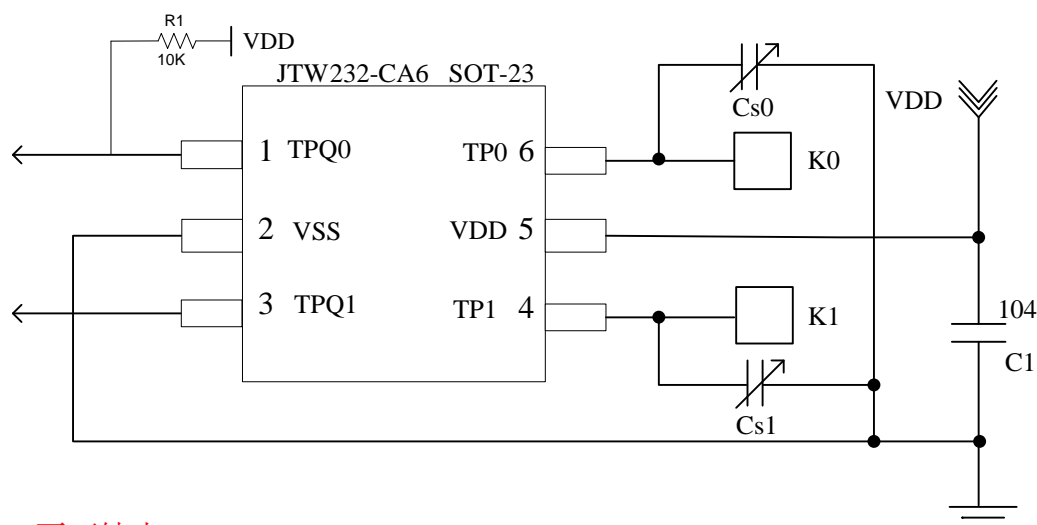 R1
VDD
10K
JTW232-CA6 SOT-23
1 TPQ0
2 VSS
3 TPQ1
TP0 6
VDD 5
TP1 4
Cs0
K0
K1
Cs1
VDD
104
C1